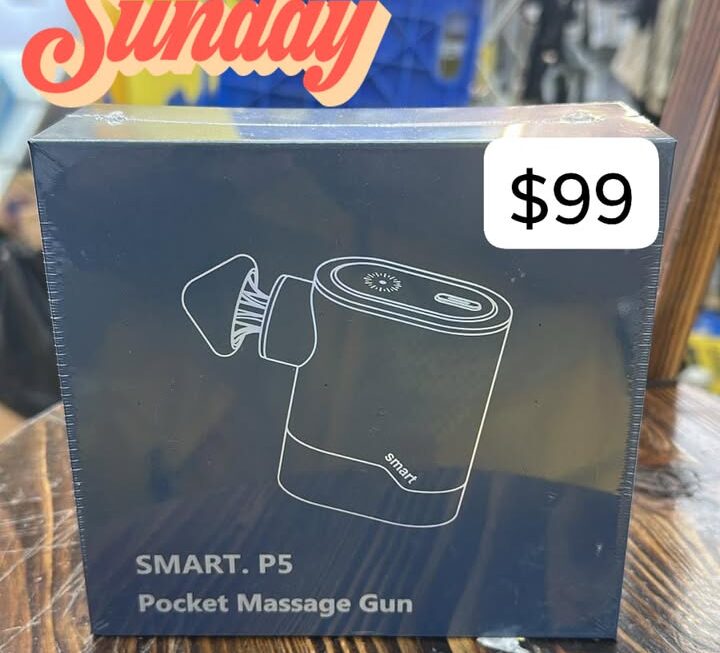 Sunday
$99
smart
SMART. P5
Pocket Massage Gun